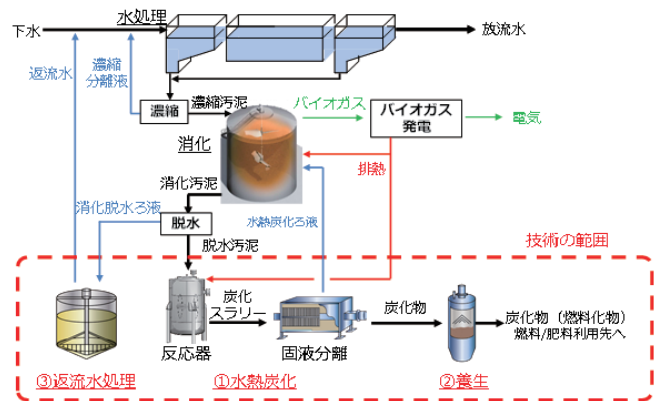 水処理
下水
放流水
返流水
濃縮
分離液
濃縮
濃縮汚泥
バイオガス
バイオガス
発電
電気
消化
排熱
消化汚泥
水熱炭化ろ液
消化脱水ろ液
脱水
脱水汚泥
技術の範囲
炭化
スラリー
炭化物
炭化物（燃料化物）
燃料/肥料利用先へ
反応器
固液分離
③返流水処理
①水熱炭化
②養生